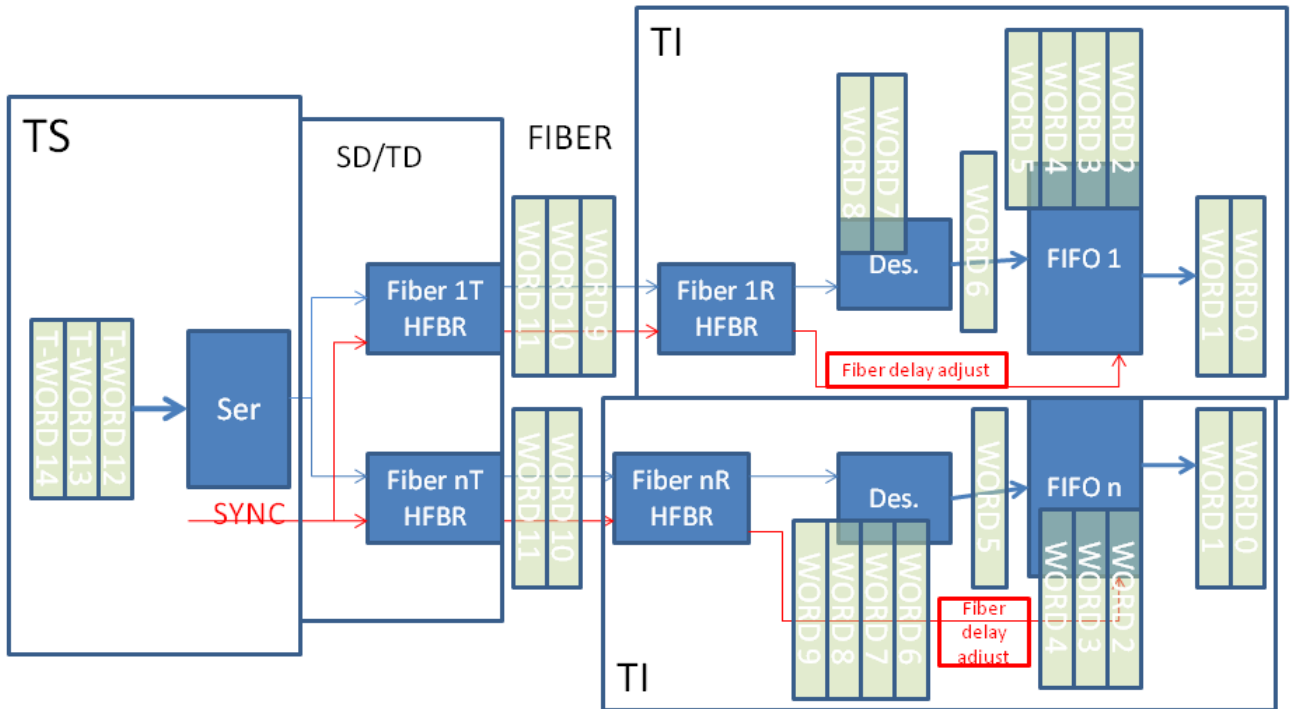 TS
SD/TD
FIBER
TI
T-WORD 14
T-WORD 13
T-WORD 12
Ser
SYNC
Fiber 1T
HFBR
WORD 11
WORD 10
WORD 9
Fiber 1R
HFBR
WORD 8
WORD 7
Des.
WORD 6
WORD 5
WORD 4
WORD 3
WORD 2
FIFO 1
WORD 1
WORD 0
Fiber delay adjust
Fiber nT
HFBR
WORD 11
WORD 10
Fiber nR
HFBR
Des.
WORD 9
WORD 8
WORD 7
WORD 6
WORD 5
FIFO n
WORD 4
WORD 3
WORD 2
WORD 1
WORD 0
Fiber
delay
adjust
TI